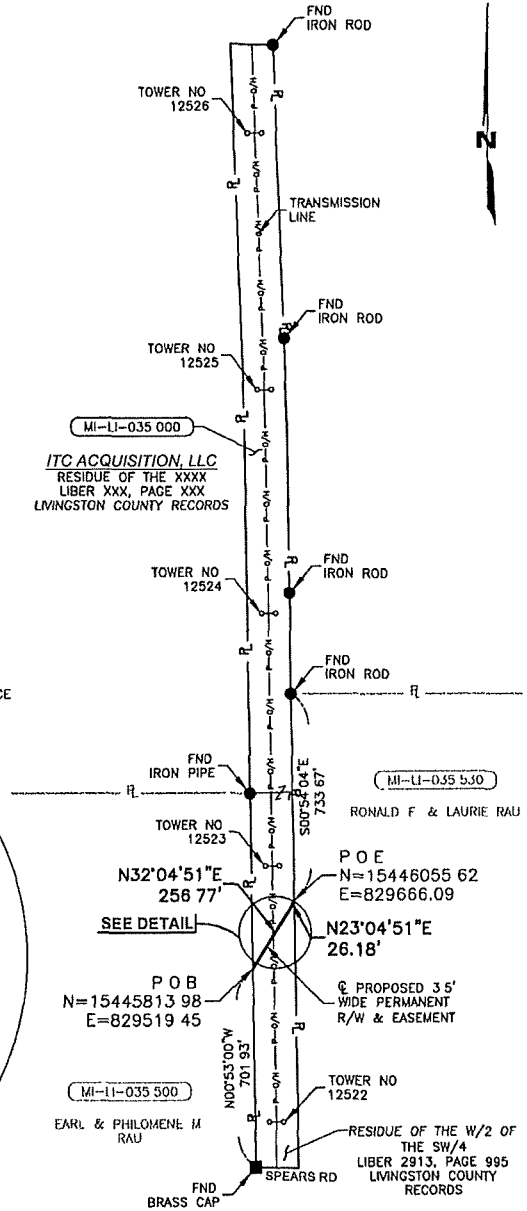 FND
IRON ROD
TOWER NO
12526
N
TRANSMISSION
LINE
FND
IRON ROD
TOWER NO
12525
MI-LI-035 000
ITC ACQUISITION, LLC
RESIDUE OF THE XXXX
LIBER XXX, PAGE XXX
LIVINGSTON COUNTY RECORDS
TOWER NO
12524
FND
IRON ROD
FND
IRON ROD
CE
FND
IRON PIPE
S00°54'04"E
733 67'
MI-LI-035 530
RONALD F & LAURIE RAU
TOWER NO
12523
N32°04'51"E
256 77'
P O E
N=15446055 62
E=829666.09
SEE DETAIL
N23°04'51"E
26.18'
P O B
N=15445813 98
E=829519 45
℄ PROPOSED 3 5'
WIDE PERMANENT
R/W & EASEMENT
N00°53'00"W
701 93'
MI-LI-035 500
EARL & PHILOMENE M
RAU
TOWER NO
12522
RESIDUE OF THE W/2 OF
THE SW/4
LIBER 2913, PAGE 995
LIVINGSTON COUNTY
RECORDS
SPEARS RD
FND
BRASS CAP